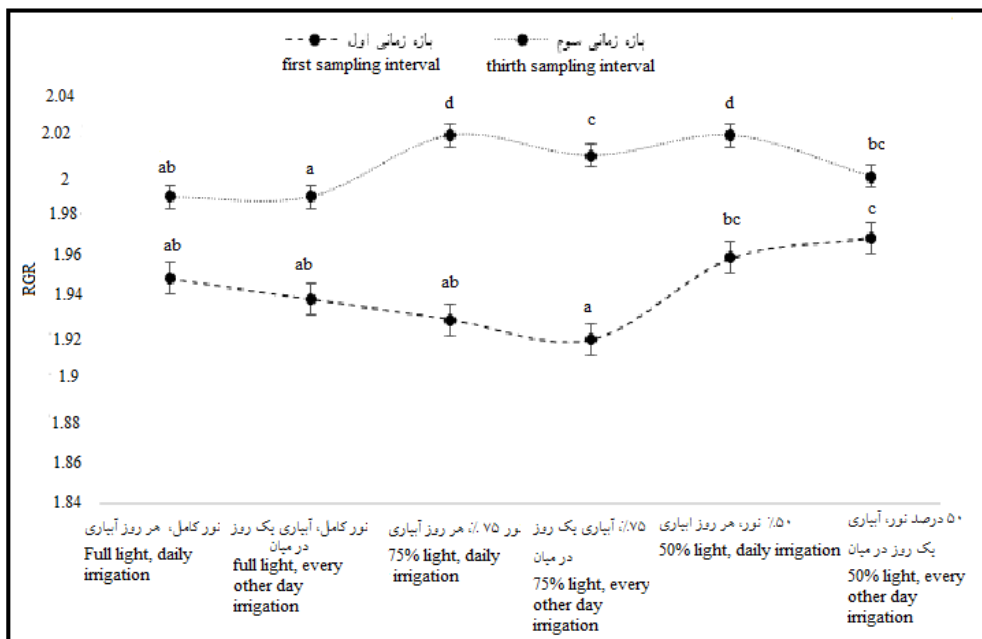 بازه زمانی اول
first sampling interval
بازه زمانی سوم
thirth sampling interval
RGR
2.04
2.02
2
1.98
1.96
1.94
1.92
1.9
1.88
1.86
1.84
ab
a
d
c
d
bc
ab
ab
ab
a
bc
c
نور کامل، هر روز آبیاری
Full light, daily
irrigation
نور کامل، آبیاری یک روز
در میان
full light, every
other day
irrigation
نور ۷۵ ٪، هر روز آبیاری
75% light, daily
irrigation
۷۵٪، آبیاری یک روز
در میان
75% light, every
other day
irrigation
۵۰٪ نور، هر روز ابیاری
50% light, daily irrigation
۵۰ درصد نور، آبیاری
یک روز در میان
50% light, every
other day
irrigation